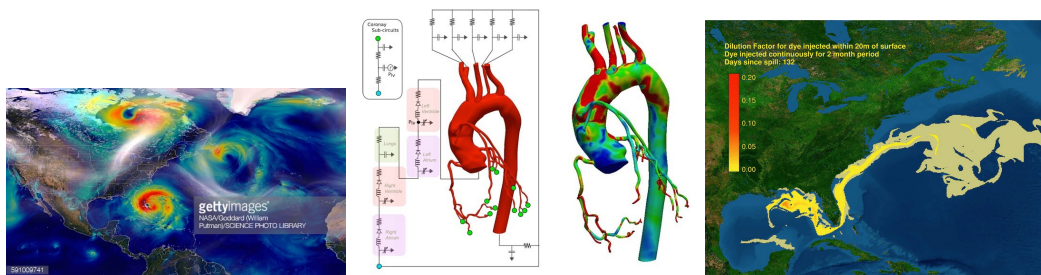 gettyimages®
NASA/Goddard (William
Putman)/SCIENCE PHOTO LIBRARY
591009741
Coronay
Sub-circuits
Left
Ventricle
Lungs
Left
Atrium
Right
Ventricle
Right
Atrium
Dilution Factor for dye injected within 20m of surface
Dye injected continuously for 2 month period
Days since spill: 132
0.20
0.15
0.10
0.05
0.00